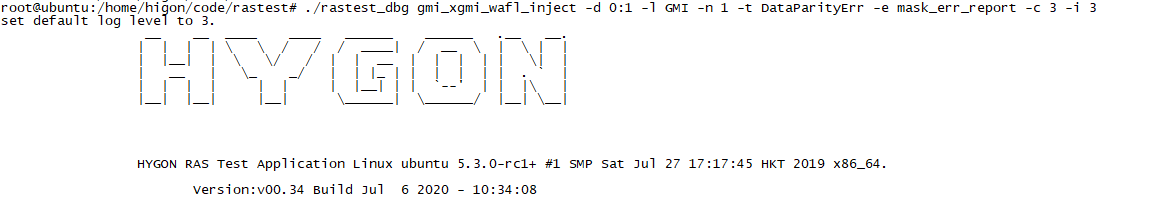 root@ubuntu:/home/higon/code/rastest# ./rastest_dbg gmi_xgmi_wafl_inject -d 0:1 -l GMI -n 1 -t DataParityErr -e mask_err_report -c 3 -i 3
set default log level to 3.
HYGON
HYGON RAS Test Application Linux ubuntu 5.3.0-rc1+ #1 SMP Sat Jul 27 17:17:45 HKT 2019 x86_64.
Version:v00.34 Build Jul  6 2020 - 10:34:08